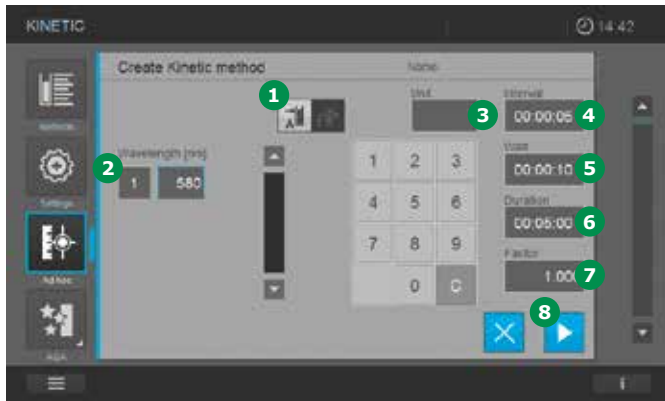 KINETIC
14:42
Create Kinetic method
Name
1
Unit
3
Interval
00:00:05
4
A
2
Wavelength [nm]
1
580
Wait
00:00:10
5
Duration
00:05:00
6
Factor
1.000
7
1 2 3
4 5 6
7 8 9
0 C
8
Methods
Settings
Ad hoc
AQA
i